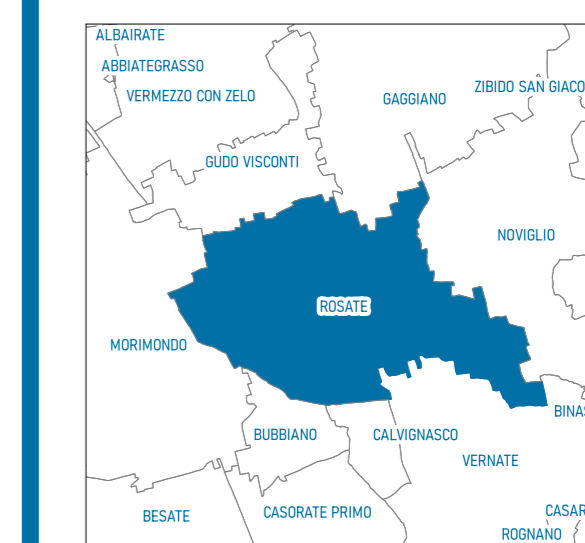 ALBAIRATE
ABBIATEGRASSO
ZIBIDO SAN GIACO
VERMEZZO CON ZELO
GAGGIANO
GUDO VISCONTI
NOVIGLIO
ROSATE
MORIMONDO
BINAS
BUBBIANO
CALVIGNASCO
VERNATE
CASORATE PRIMO
CASAR
BESATE
ROGNANO